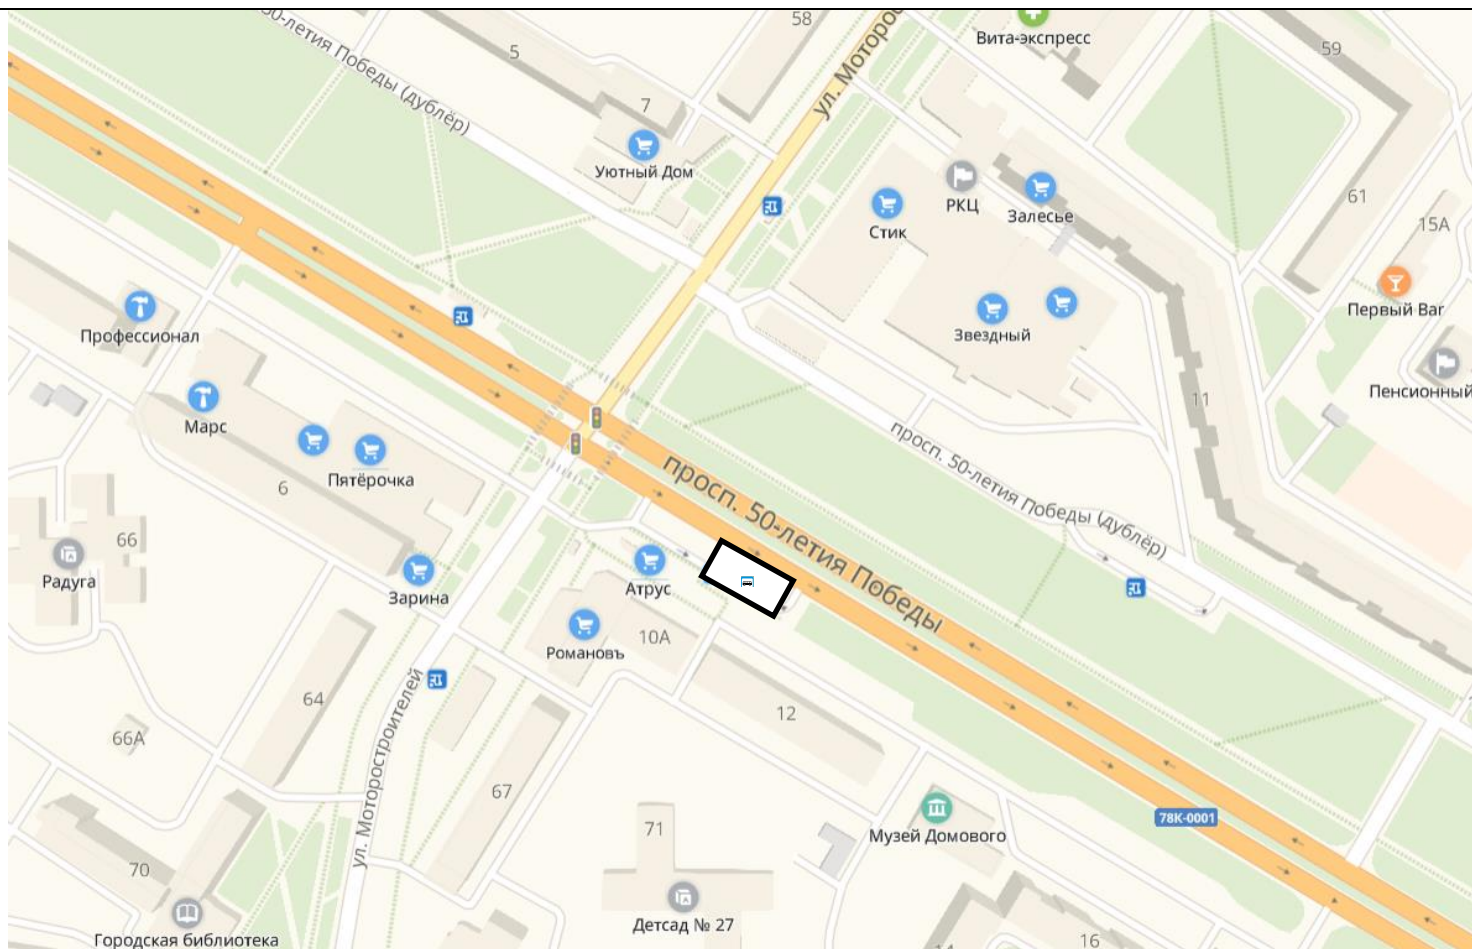 50-летия Победы (дублёр)
5
58
ул. Моторос
Вита-экспресс
59
7
Уютный Дом
РКЦ
Залесье
Стик
61
15А
Первый Bar
Профессионал
Звездный
Пенсионный
Марс
11
Пятёрочка
6
просп. 50-летия Победы
просп. 50-летия Победы (дублёр)
66
Радуга
Зарина
Атрус
Романовъ
10А
64
66А
12
67
ул. Моторостроителей
78К-0001
Музей Домового
71
70
Детсад № 27
Городская библиотека
16